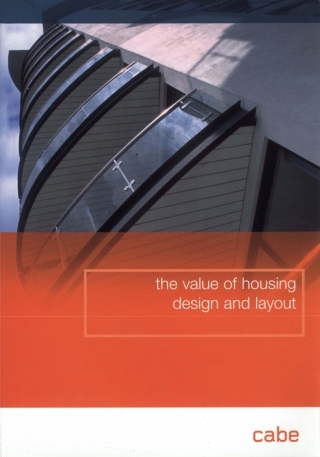 the value of housing
design and layout
cabe